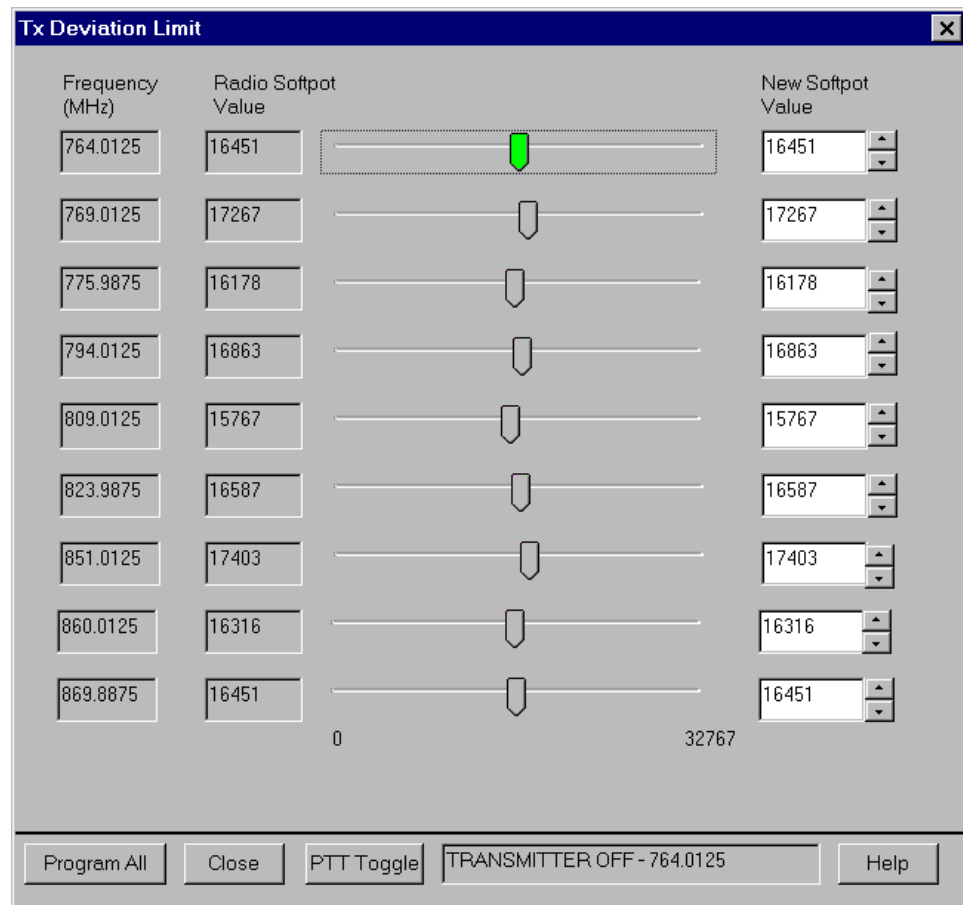 Tx Deviation Limit
Frequency (MHz) Radio Softpot Value New Softpot Value
764.0125 16451 16451
769.0125 17267 17267
775.9875 16178 16178
794.0125 16863 16863
809.0125 15767 15767
823.9875 16587 16587
851.0125 17403 17403
860.0125 16316 16316
869.8875 16451 16451
0 32767
Program All Close PTT Toggle TRANSMITTER OFF - 764.0125 Help